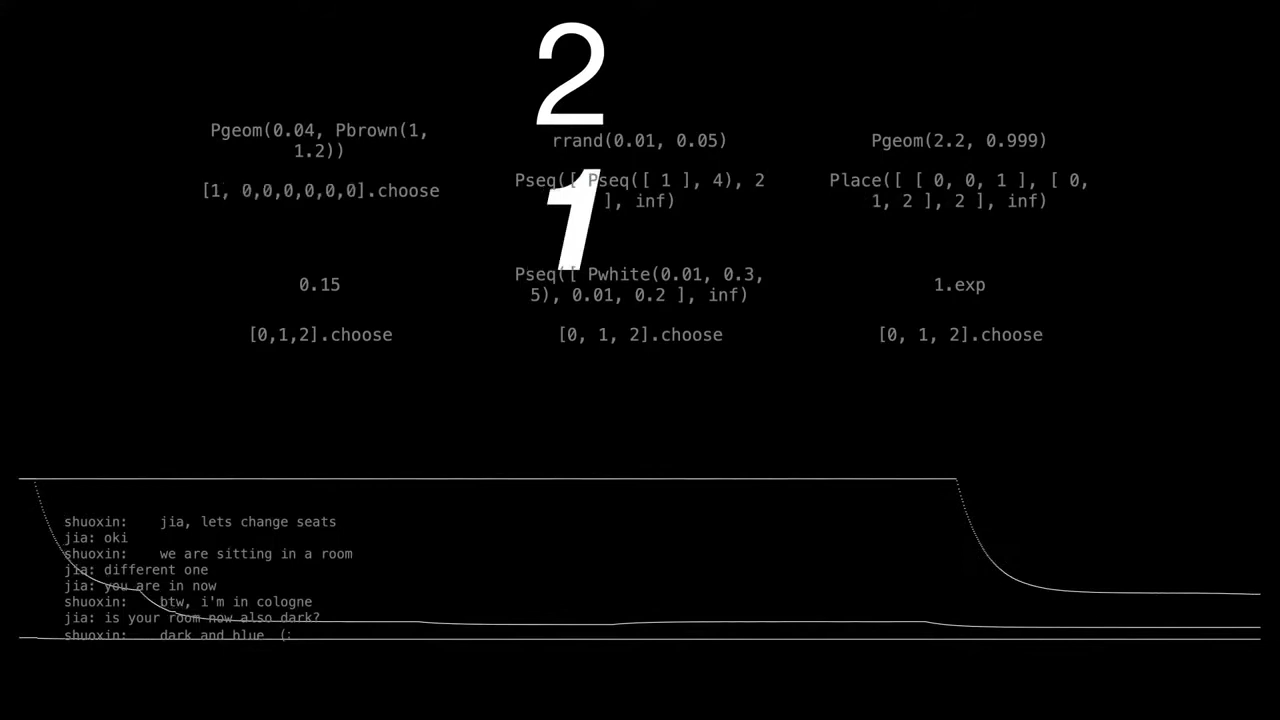 2
Pgeom(0.04, Pbrown(1,
1.2))
rrand(0.01, 0.05)
Pgeom(2.2, 0.999)
[1, 0,0,0,0,0,0].choose
Pseq([ Pseq([ 1 ], 4), 2
], inf)
Place([ [ 0, 0, 1 ], [ 0,
1, 2 ], 2 ], inf)
1
0.15
Pseq([ Pwhite(0.01, 0.3,
5), 0.01, 0.2 ], inf)
1.exp
[0,1,2].choose
[0, 1, 2].choose
[0, 1, 2].choose
shuoxin:    jia, lets change seats
jia: oki
shuoxin:    we are sitting in a room
jia: different one
jia: you are in now
shuoxin:    btw, i'm in cologne
jia: is your room now also dark?
shuoxin:    dark and blue